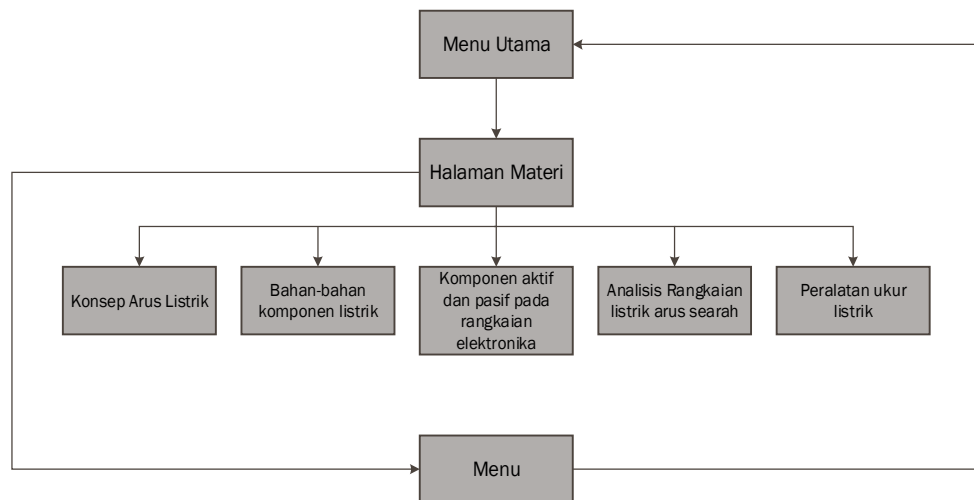 Menu Utama
Halaman Materi
Konsep Arus Listrik
Bahan-bahan
komponen listrik
Komponen aktif
dan pasif pada
rangkaian
elektronika
Analisis Rangkaian
listrik arus searah
Peralatan ukur
listrik
Menu